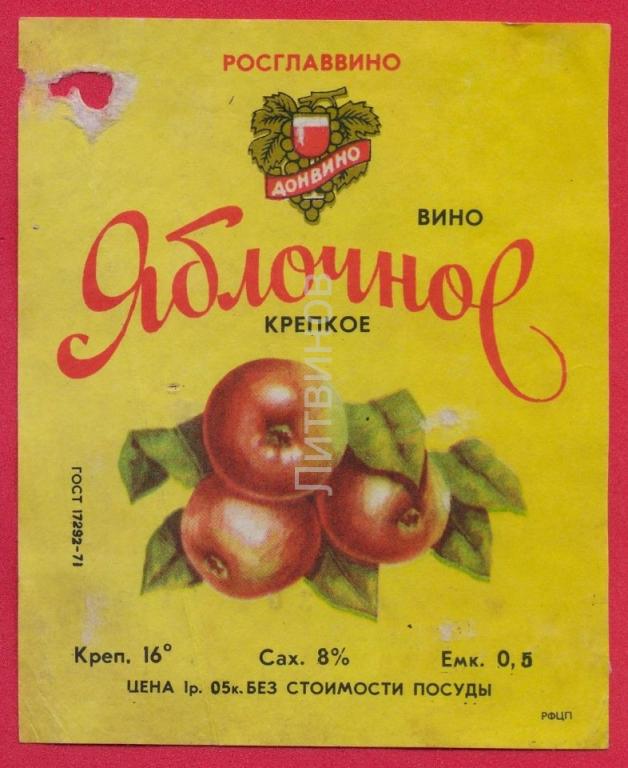 РОСГЛАВВИНО
ДОНВИНО
ВИНО
Яблочное
КРЕПКОЕ
Литвинов
ГОСТ 17292-71
Креп. 16° Сах. 8% Емк. 0,5
ЦЕНА 1р. 05к. БЕЗ СТОИМОСТИ ПОСУДЫ
РФЦП